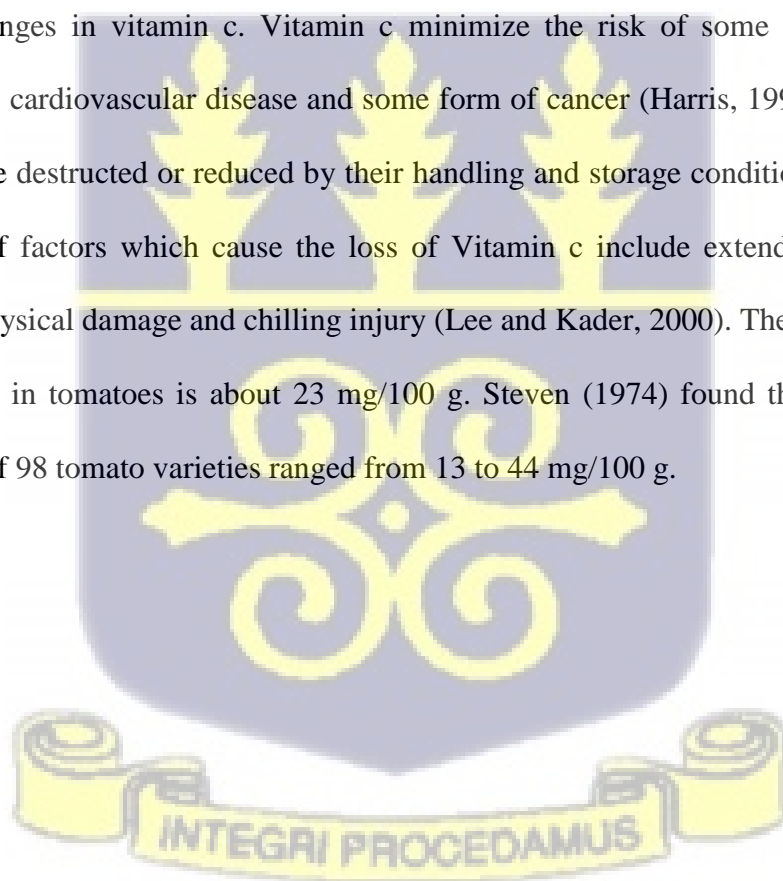 nges in vitamin c. Vitamin c minimize the risk of some
cardiovascular disease and some form of cancer (Harris, 199
e destructed or reduced by their handling and storage conditio
f factors which cause the loss of Vitamin c include extend
ysical damage and chilling injury (Lee and Kader, 2000). The
in tomatoes is about 23 mg/100 g. Steven (1974) found th
f 98 tomato varieties ranged from 13 to 44 mg/100 g.
INTEGRI PROCEDAMUS